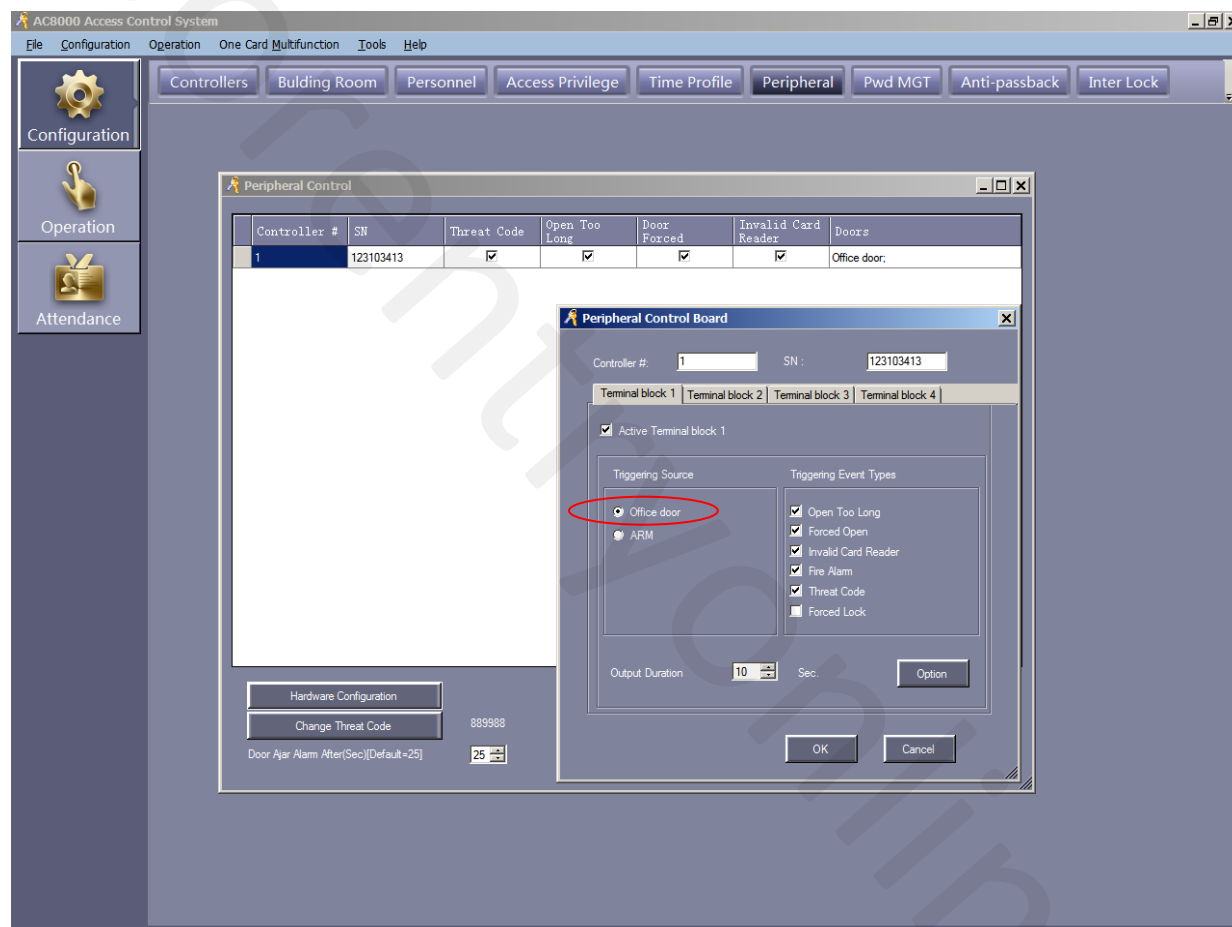 AC8000 Access Control System
File Configuration Operation One Card Multifunction Tools Help
Controllers Bulding Room Personnel Access Privilege Time Profile Peripheral Pwd MGT Anti-passback Inter Lock
Configuration
Operation
Attendance
Peripheral Control
Controller # SN Threat Code Open Too Long Door Forced Invalid Card Reader Doors
1 123103413 Office door;
Peripheral Control Board
Controller #: 1 SN : 123103413
Terminal block 1 Terminal block 2 Terminal block 3 Terminal block 4
Active Terminal block 1
Triggering Source
Office door
ARM
Triggering Event Types
Open Too Long
Forced Open
Invalid Card Reader
Fire Alarm
Threat Code
Forced Lock
Output Duration 10 Sec. Option
OK Cancel
Hardware Configuration
Change Threat Code 889988
Door Ajar Alarm After(Sec)[Default=25] 25
orentryonlin